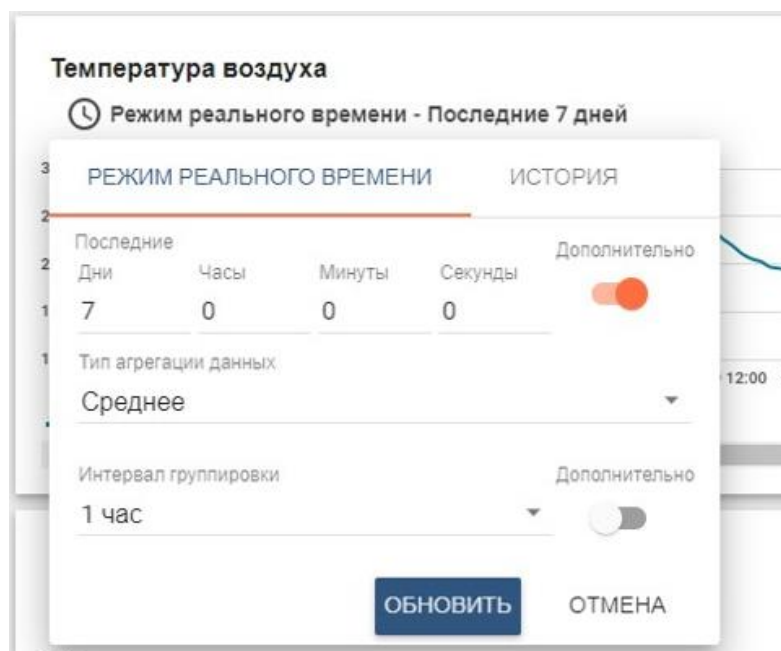 Температура воздуха
Режим реального времени - Последние 7 дней
РЕЖИМ РЕАЛЬНОГО ВРЕМЕНИ ИСТОРИЯ
Последние
Дополнительно
Дни Часы Минуты Секунды
7 0 0 0
Тип агрегации данных
Среднее
12:00
Интервал группировки Дополнительно
1 час
ОБНОВИТЬ ОТМЕНА